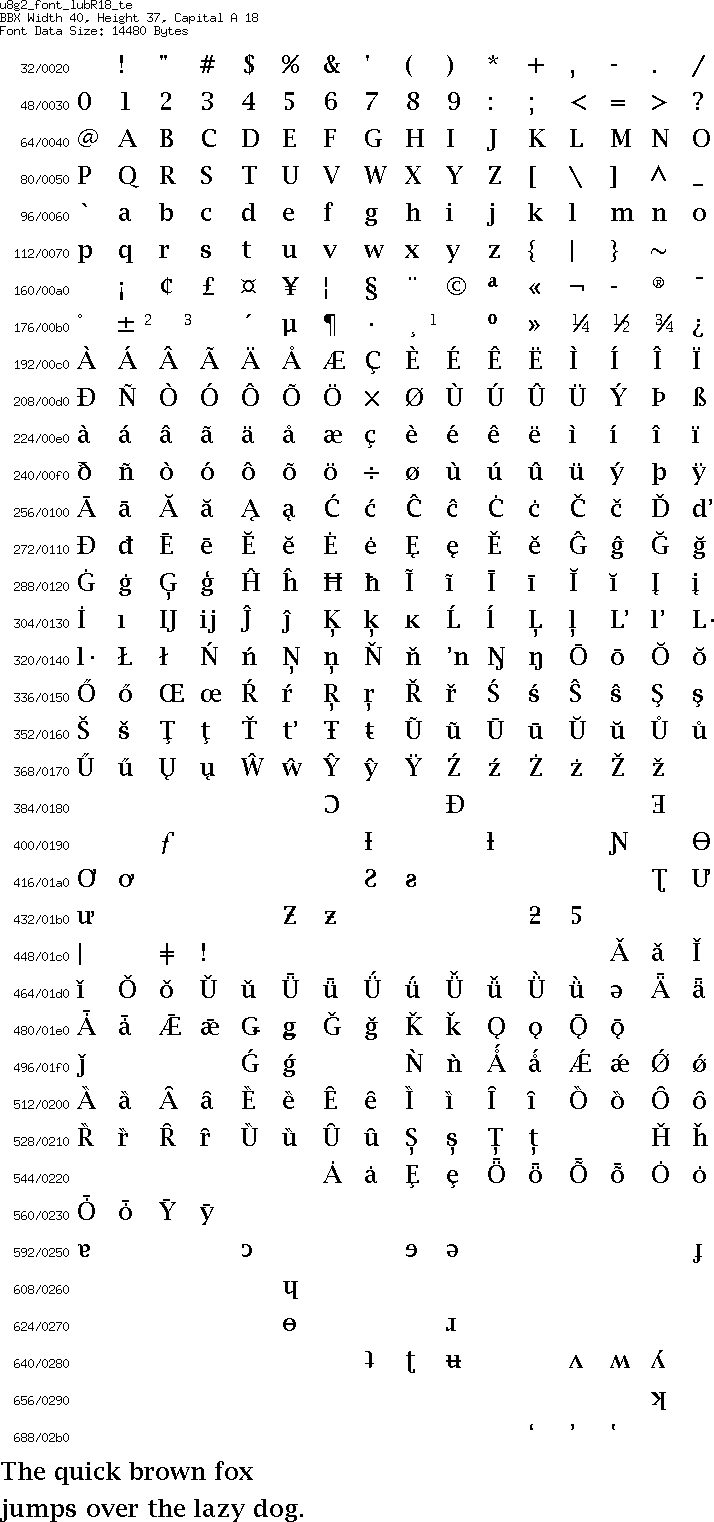 u8g2_font_lubR18_te
BBX Width 40, Height 37, Capital A 18
Font Data Size: 14480 Bytes
32/0020 ! " # $ % & ' ( ) * + , - . /
48/0030 0 1 2 3 4 5 6 7 8 9 : ; < = > ?
64/0040 @ A B C D E F G H I J K L M N O
80/0050 P Q R S T U V W X Y Z [ \ ] ^ _
96/0060 ` a b c d e f g h i j k l m n o
112/0070 p q r s t u v w x y z { | } ~
160/00a0 ¡ ¢ £ ¤ ¥ ¦ § ¨ © ª « ¬ - ® ¯
176/00b0 ° ± ² ³ ´ µ ¶ · ¸ ¹ º » ¼ ½ ¾ ¿
192/00c0 À Á Â Ã Ä Å Æ Ç È É Ê Ë Ì Í Î Ï
208/00d0 Ð Ñ Ò Ó Ô Õ Ö × Ø Ù Ú Û Ü Ý Þ ß
224/00e0 à á â ã ä å æ ç è é ê ë ì í î ï
240/00f0 ð ñ ò ó ô õ ö ÷ ø ù ú û ü ý þ ÿ
256/0100 Ā ā Ă ă Ą ą Ć ć Ĉ ĉ Ċ ċ Č č Ď ď
272/0110 Đ đ Ē ē Ĕ ĕ Ė ė Ę ę Ě ě Ĝ ĝ Ğ ğ
288/0120 Ġ ġ Ģ ģ Ĥ ĥ Ħ ħ Ĩ ĩ Ī ī Ĭ ĭ Į į
304/0130 İ ı Ĳ ĳ Ĵ ĵ Ķ ķ ĸ Ĺ ĺ Ļ ļ Ľ ľ Ŀ
320/0140 ŀ Ł ł Ń ń Ņ ņ Ň ň ŉ Ŋ ŋ Ō ō Ŏ ŏ
336/0150 Ő ő Œ œ Ŕ ŕ Ŗ ŗ Ř ř Ś ś Ŝ ŝ Ş ş
352/0160 Š š Ţ ţ Ť ť Ŧ ŧ Ũ ũ Ū ū Ŭ ŭ Ů ů
368/0170 Ű ű Ų ų Ŵ ŵ Ŷ ŷ Ÿ Ź ź Ż ż Ž ž
384/0180 Ɔ Ɖ Ǝ
400/0190 ƒ Ɨ ƚ Ɲ Ɵ
416/01a0 Ơ ơ Ƨ ƨ Ʈ Ư
432/01b0 ư Ƶ ƶ ƻ Ƽ
448/01c0 ǀ ǂ ǃ Ǎ ǎ Ǐ
464/01d0 ǐ Ǒ ǒ Ǔ ǔ Ǖ ǖ Ǘ ǘ Ǚ ǚ Ǜ ǜ ǝ Ǟ ǟ
480/01e0 Ǡ ǡ Ǣ ǣ Ǥ ǥ Ǧ ǧ Ǩ ǩ Ǫ ǫ Ǭ ǭ
496/01f0 ǰ Ǵ ǵ Ǹ ǹ Ǻ ǻ Ǽ ǽ Ǿ ǿ
512/0200 Ȁ ȁ Ȃ ȃ Ȅ ȅ Ȇ ȇ Ȉ ȉ Ȋ ȋ Ȍ ȍ Ȏ ȏ
528/0210 Ȑ ȑ Ȓ ȓ Ȕ ȕ Ȗ ȗ Ș ș Ț ț Ȟ ȟ
544/0220 Ȧ ȧ Ȩ ȩ Ȫ ȫ Ȭ ȭ Ȯ ȯ
560/0230 Ȱ ȱ Ȳ ȳ
592/0250 ɐ ɔ ɘ ə ɟ
608/0260 ɥ
624/0270 ɵ ɹ
640/0280 ʇ ʈ ʉ ʌ ʍ ʎ
656/0290 ʞ
688/02b0 ʻ ʼ ʽ
The quick brown fox
jumps over the lazy dog.